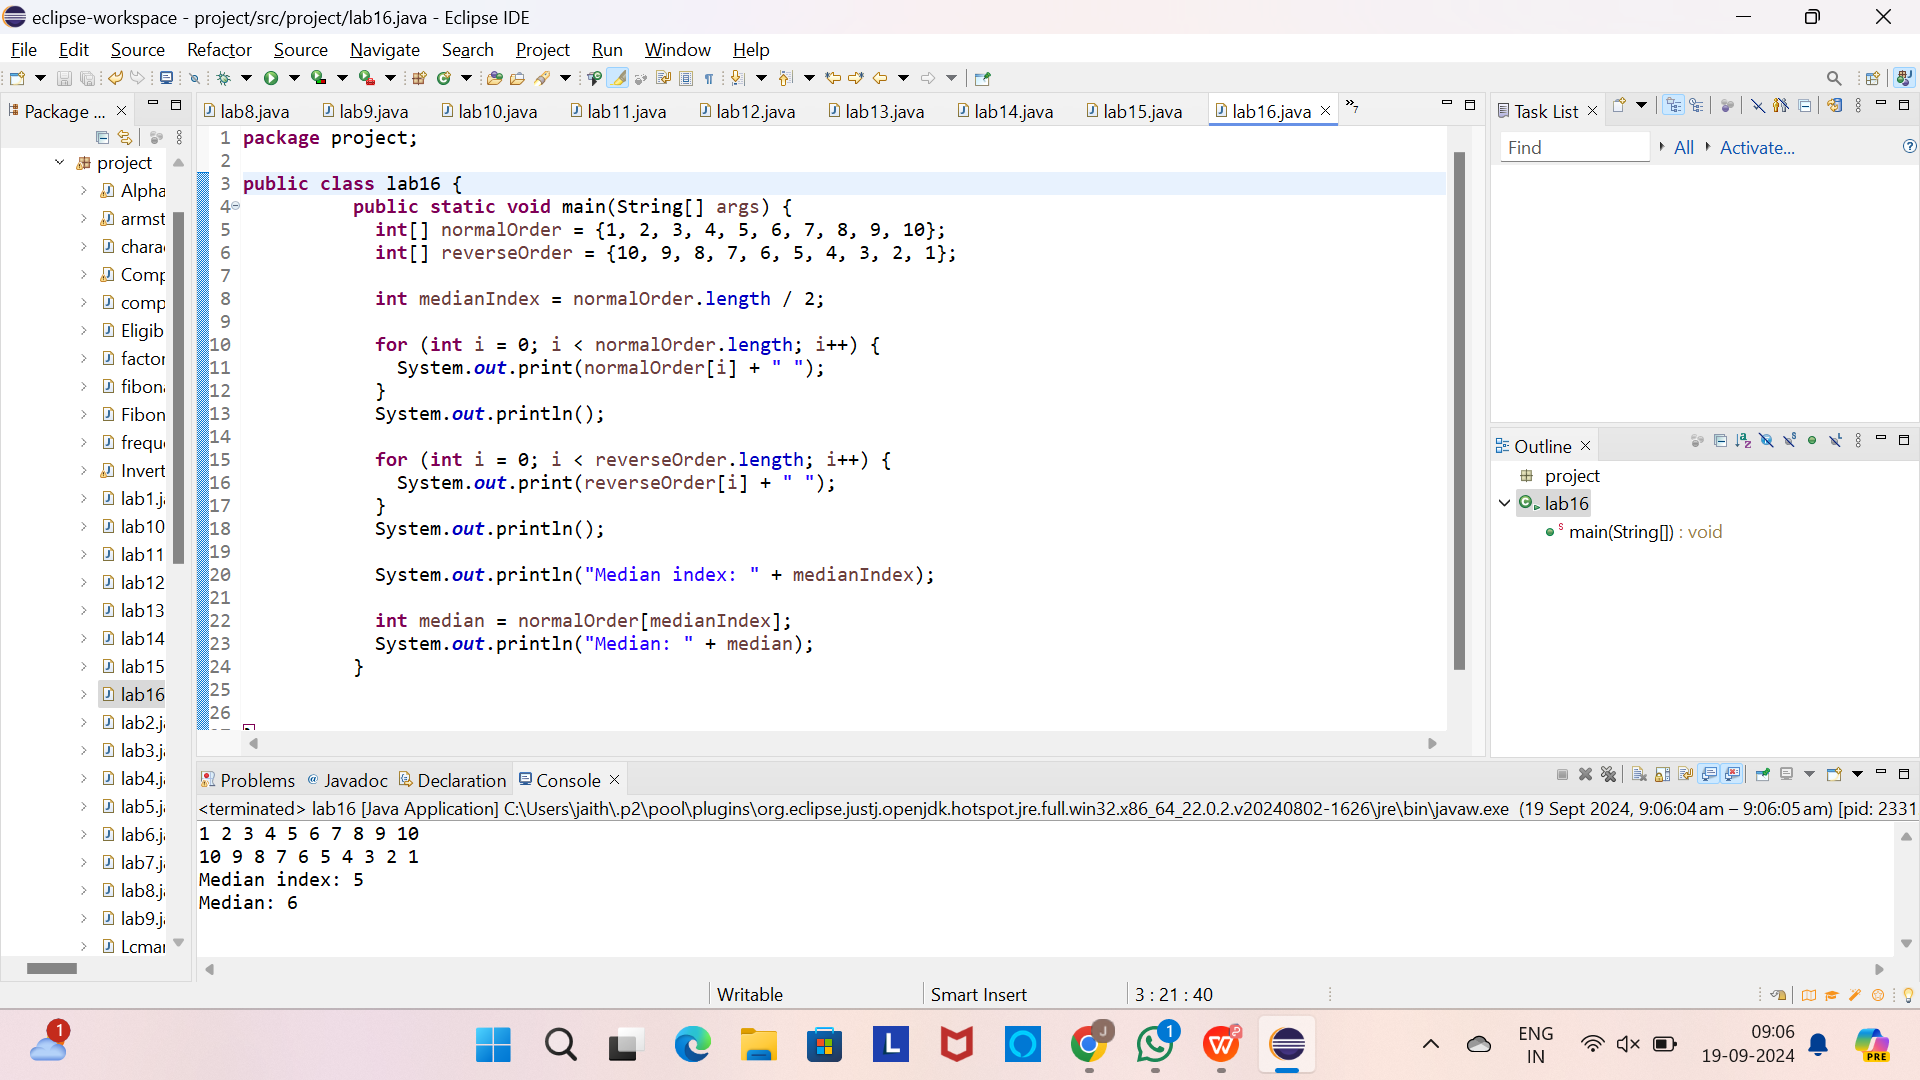 eclipse-workspace - project/src/project/lab16.java - Eclipse IDE
File Edit Source Refactor Source Navigate Search Project Run Window Help
Package ...
project
Alpha
armst
chara
Comp
comp
Eligib
factor
fibona
Fibon
frequ
Invert
lab1.j
lab10
lab11
lab12
lab13
lab14
lab15
lab16
lab2.j
lab3.j
lab4.j
lab5.j
lab6.j
lab7.j
lab8.j
lab9.j
Lcmar
lab8.java lab9.java lab10.java lab11.java lab12.java lab13.java lab14.java lab15.java lab16.java »7
1 package project;
2
3 public class lab16 {
4 public static void main(String[] args) {
5 int[] normalOrder = {1, 2, 3, 4, 5, 6, 7, 8, 9, 10};
6 int[] reverseOrder = {10, 9, 8, 7, 6, 5, 4, 3, 2, 1};
7
8 int medianIndex = normalOrder.length / 2;
9
10 for (int i = 0; i < normalOrder.length; i++) {
11 System.out.print(normalOrder[i] + " ");
12 }
13 System.out.println();
14
15 for (int i = 0; i < reverseOrder.length; i++) {
16 System.out.print(reverseOrder[i] + " ");
17 }
18 System.out.println();
19
20 System.out.println("Median index: " + medianIndex);
21
22 int median = normalOrder[medianIndex];
23 System.out.println("Median: " + median);
24 }
25
26
Task List
Find All Activate...
Outline
project
lab16
main(String[]) : void
Problems @ Javadoc Declaration Console
<terminated> lab16 [Java Application] C:\Users\jaith\.p2\pool\plugins\org.eclipse.justj.openjdk.hotspot.jre.full.win32.x86_64_22.0.2.v20240802-1626\jre\bin\javaw.exe (19 Sept 2024, 9:06:04 am – 9:06:05 am) [pid: 2331
1 2 3 4 5 6 7 8 9 10
10 9 8 7 6 5 4 3 2 1
Median index: 5
Median: 6
Writable Smart Insert 3 : 21 : 40
1
L
J
1
W
ENG
IN
09:06
19-09-2024
PRE